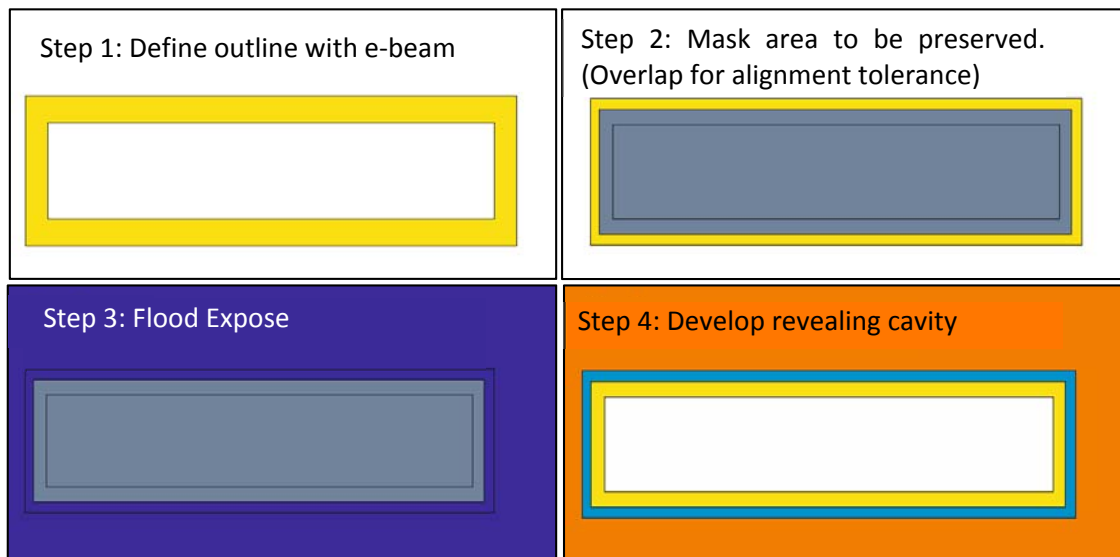 Step 1: Define outline with e-beam
Step 2: Mask area to be preserved.
(Overlap for alignment tolerance)
Step 3: Flood Expose
Step 4: Develop revealing cavity